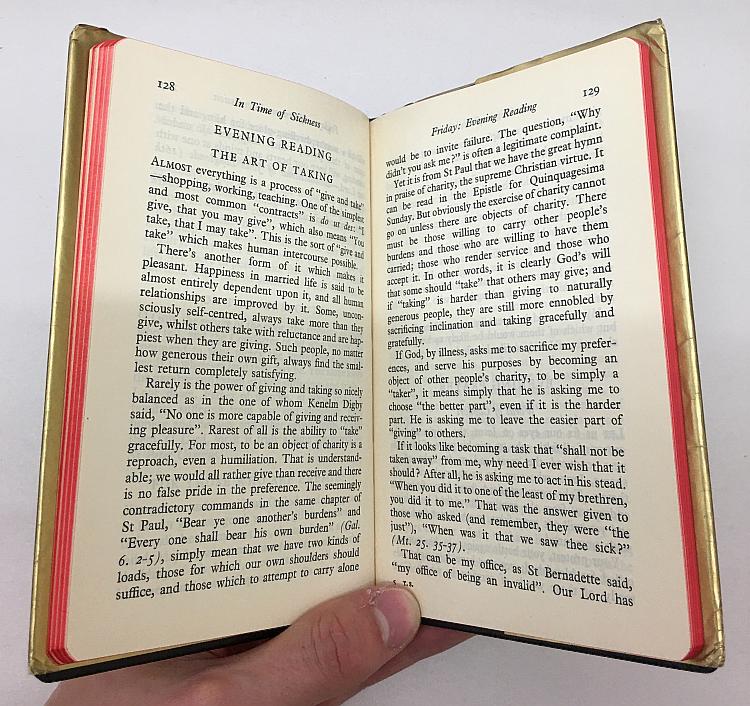 128
In Time of Sickness
EVENING READING
THE ART OF TAKING
ALMOST everything is a process of "give and take"
—shopping, working, teaching. One of the simplest
and most common "contracts" is do ut des: "I
give, that you may give", which also means "You
take, that I may take". This is the sort of "give and
take" which makes human intercourse possible.
There's another form of it which makes it
pleasant. Happiness in married life is said to be
almost entirely dependent upon it, and all human
relationships are improved by it. Some, uncon-
sciously self-centred, always take more than they
give, whilst others take with reluctance and are hap-
piest when they are giving. Such people, no matter
how generous their own gift, always find the smal-
lest return completely satisfying.
Rarely is the power of giving and taking so nicely
balanced as in the one of whom Kenelm Digby
said, "No one is more capable of giving and receiv-
ing pleasure". Rarest of all is the ability to "take"
gracefully. For most, to be an object of charity is a
reproach, even a humiliation. That is understand-
able; we would all rather give than receive and there
is no false pride in the preference. The seemingly
contradictory commands in the same chapter of
St Paul, "Bear ye one another's burdens" and
"Every one shall bear his own burden" (Gal.
6. 2-5), simply mean that we have two kinds of
loads, those for which our own shoulders should
suffice, and those which to attempt to carry alone
129
Friday: Evening Reading
would be to invite failure. The question, "Why
didn't you ask me?" is often a legitimate complaint.
Yet it is from St Paul that we have the great hymn
in praise of charity, the supreme Christian virtue. It
can be read in the Epistle for Quinquagesima
Sunday. But obviously the exercise of charity cannot
go on unless there are objects of charity. There
must be those willing to carry other people's
burdens and those who are willing to have them
carried; those who render service and those who
accept it. In other words, it is clearly God's will
that some should "take" that others may give; and
if "taking" is harder than giving to naturally
generous people, they are still more ennobled by
sacrificing inclination and taking gracefully and
gratefully.
If God, by illness, asks me to sacrifice my prefer-
ences, and serve his purposes by becoming an
object of other people's charity, to be simply a
"taker", it means simply that he is asking me to
choose "the better part", even if it is the harder
part. He is asking me to leave the easier part of
"giving" to others.
If it looks like becoming a task that "shall not be
taken away" from me, why need I ever wish that it
should? After all, he is asking me to act in his stead.
"When you did it to one of the least of my brethren,
you did it to me." That was the answer given to
those who asked (and remember, they were "the
just"), "When was it that we saw thee sick?"
(Mt. 25. 35-37).
That can be my office, as St Bernadette said,
"my office of being an invalid". Our Lord has
T.S.